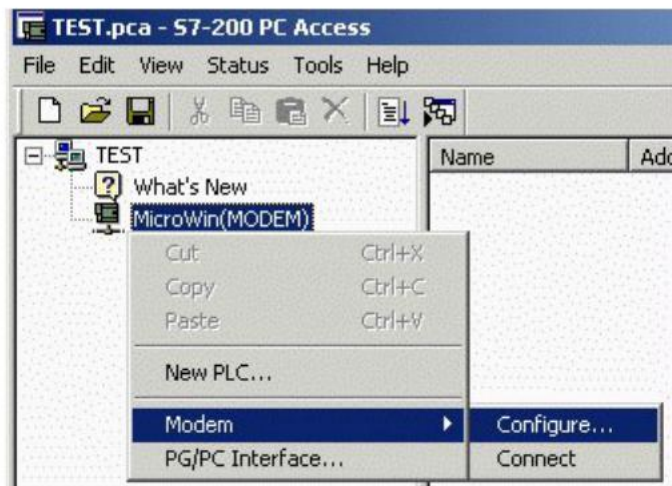 TEST.pca - S7-200 PC Access
File Edit View Status Tools Help
TEST
What's New
MicroWin(MODEM)
Name Add
Cut Ctrl+X
Copy Ctrl+C
Paste Ctrl+V
New PLC...
Modem
PG/PC Interface...
Configure...
Connect